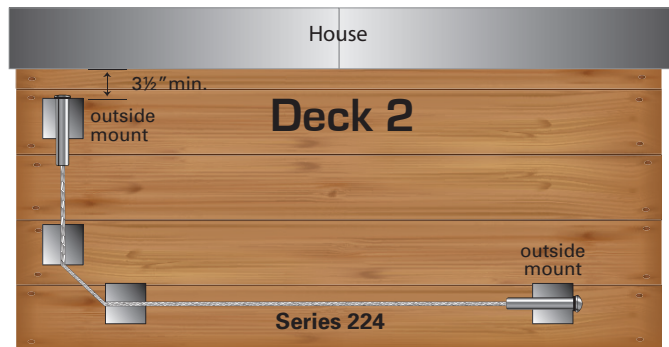 House
3½” min.
Deck 2
outside
mount
outside
mount
Series 224